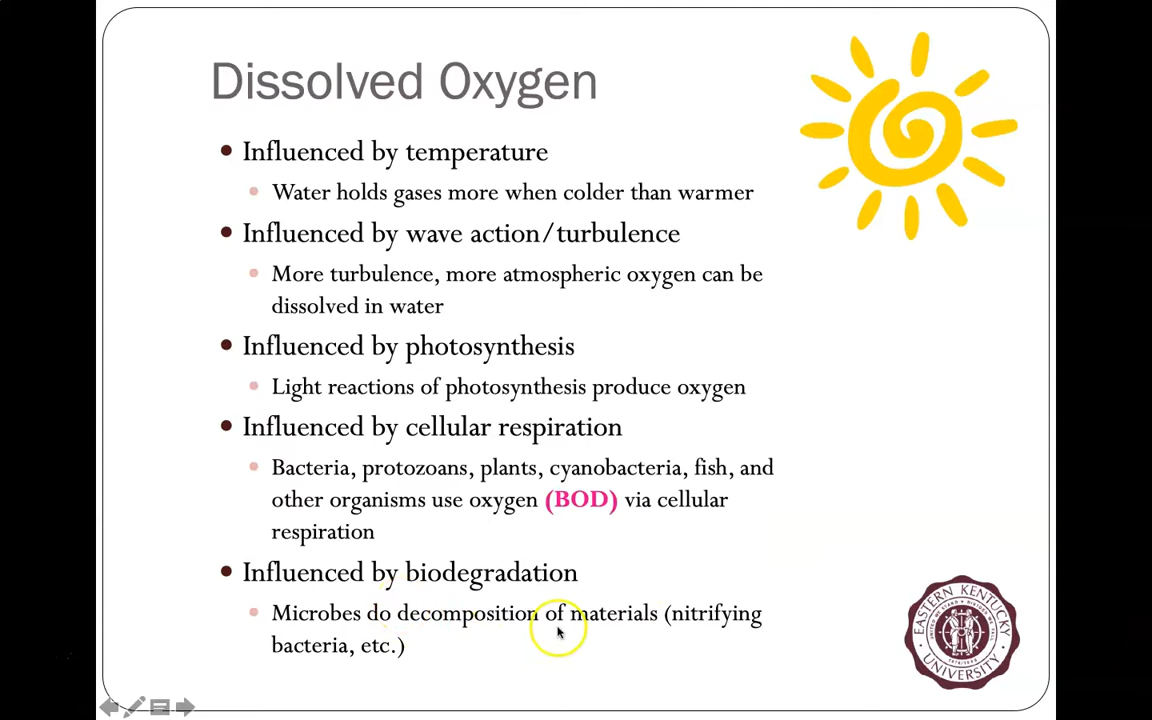 Dissolved Oxygen
• Influenced by temperature
• Water holds gases more when colder than warmer
• Influenced by wave action/turbulence
• More turbulence, more atmospheric oxygen can be
dissolved in water
• Influenced by photosynthesis
• Light reactions of photosynthesis produce oxygen
• Influenced by cellular respiration
• Bacteria, protozoans, plants, cyanobacteria, fish, and
other organisms use oxygen (BOD) via cellular
respiration
• Influenced by biodegradation
• Microbes do decomposition of materials (nitrifying
bacteria, etc.)
EASTERN KENTUCKY
UNIVERSITY